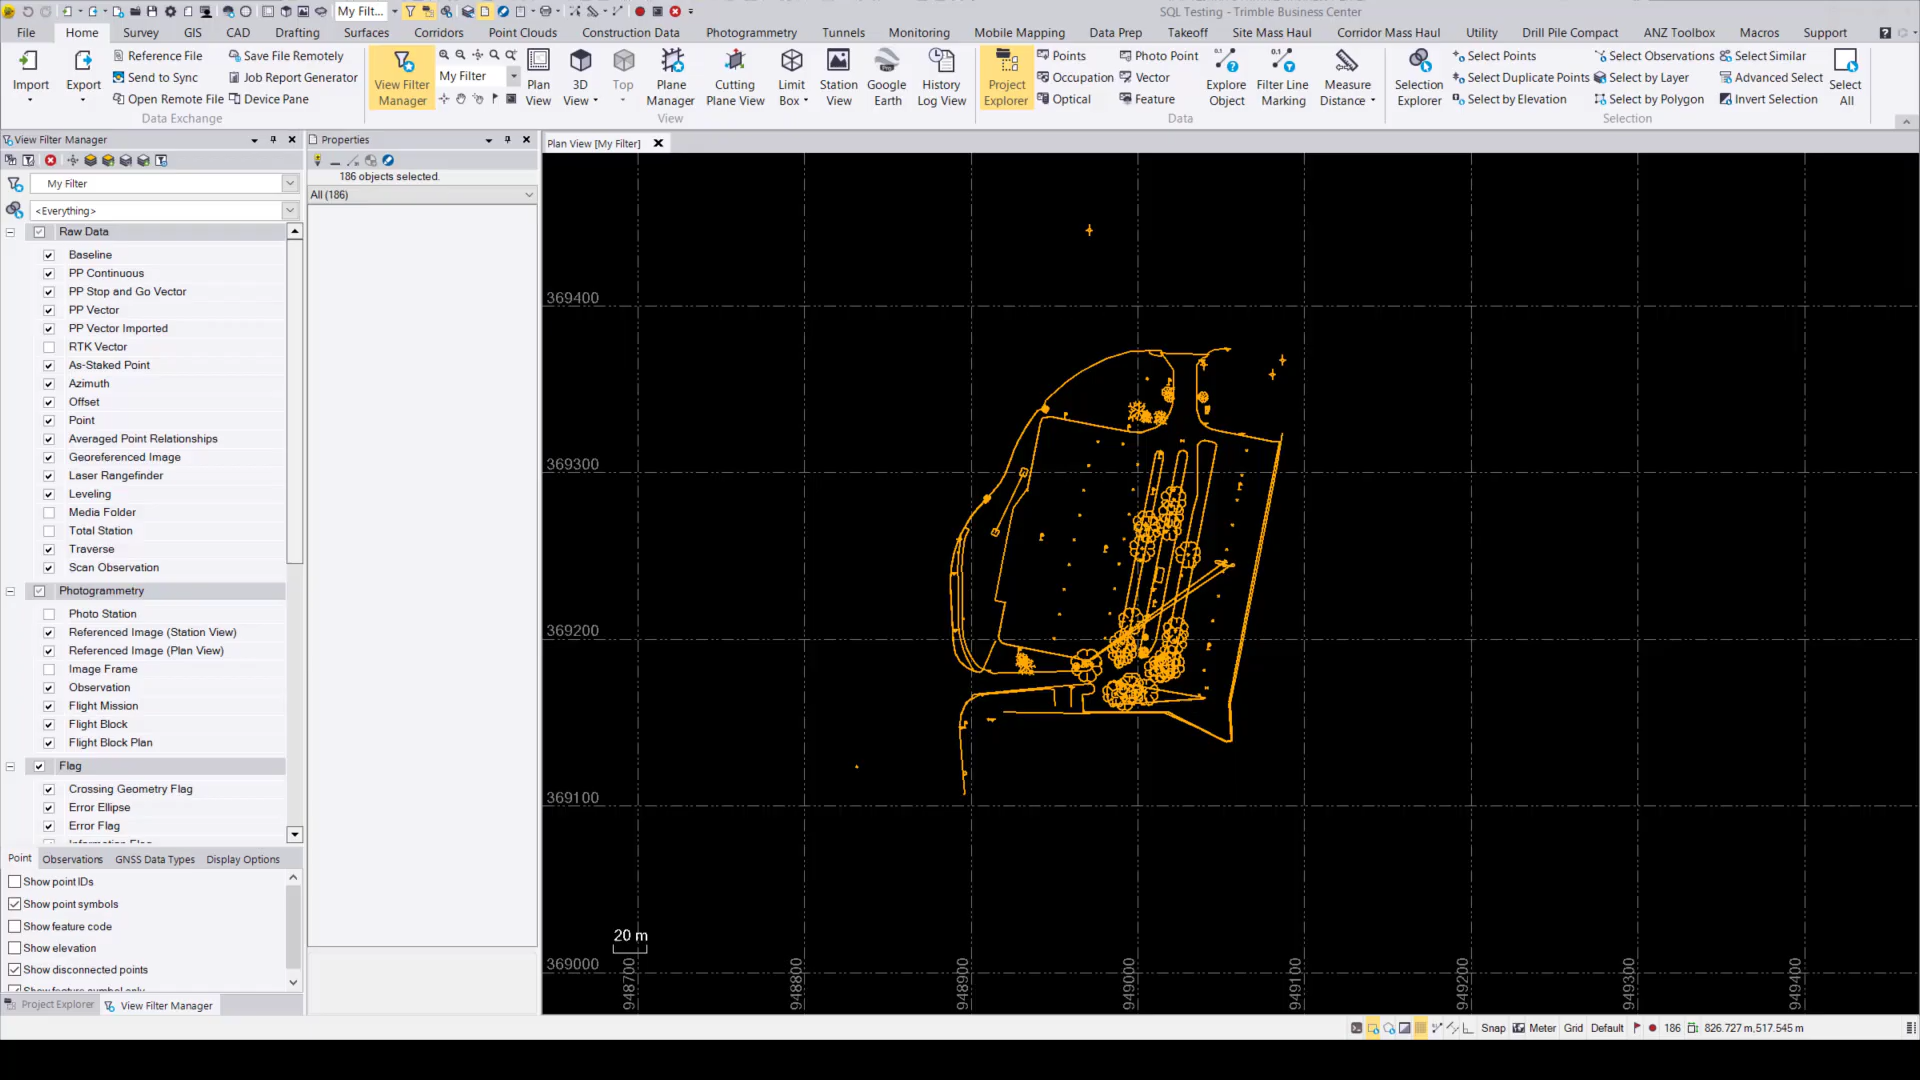 My Filt...
SQL Testing - Trimble Business Center
File Home Survey GIS CAD Drafting Surfaces Corridors Point Clouds Construction Data Photogrammetry Tunnels Monitoring Mobile Mapping Data Prep Takeoff Site Mass Haul Corridor Mass Haul Utility Drill Pile Compact ANZ Toolbox Macros Support
Import
Export
Reference File
Send to Sync
Open Remote File
Save File Remotely
Job Report Generator
Device Pane
Data Exchange
View Filter
Manager
My Filter
Plan
View
3D
View
Top
Plane
Manager
Cutting
Plane View
Limit
Box
Station
View
Google
Earth
History
Log View
View
Project
Explorer
Points
Occupation
Optical
Photo Point
Vector
Feature
Explore
Object
Filter Line
Marking
Measure
Distance
Data
Selection
Explorer
Select Points
Select Duplicate Points
Select by Elevation
Select Observations
Select by Layer
Select by Polygon
Select Similar
Advanced Select
Invert Selection
Select
All
Selection
View Filter Manager
My Filter
<Everything>
Raw Data
Baseline
PP Continuous
PP Stop and Go Vector
PP Vector
PP Vector Imported
RTK Vector
As-Staked Point
Azimuth
Offset
Point
Averaged Point Relationships
Georeferenced Image
Laser Rangefinder
Leveling
Media Folder
Total Station
Traverse
Scan Observation
Photogrammetry
Photo Station
Referenced Image (Station View)
Referenced Image (Plan View)
Image Frame
Observation
Flight Mission
Flight Block
Flight Block Plan
Flag
Crossing Geometry Flag
Error Ellipse
Error Flag
Point Observations GNSS Data Types Display Options
Show point IDs
Show point symbols
Show feature code
Show elevation
Show disconnected points
Project Explorer View Filter Manager
Properties
186 objects selected.
All (186)
Plan View [My Filter]
369400
369300
369200
369100
369000
20 m
948700
948800
948900
949000
949100
949200
949300
949400
Snap Meter Grid Default 186 826.727 m,517.545 m